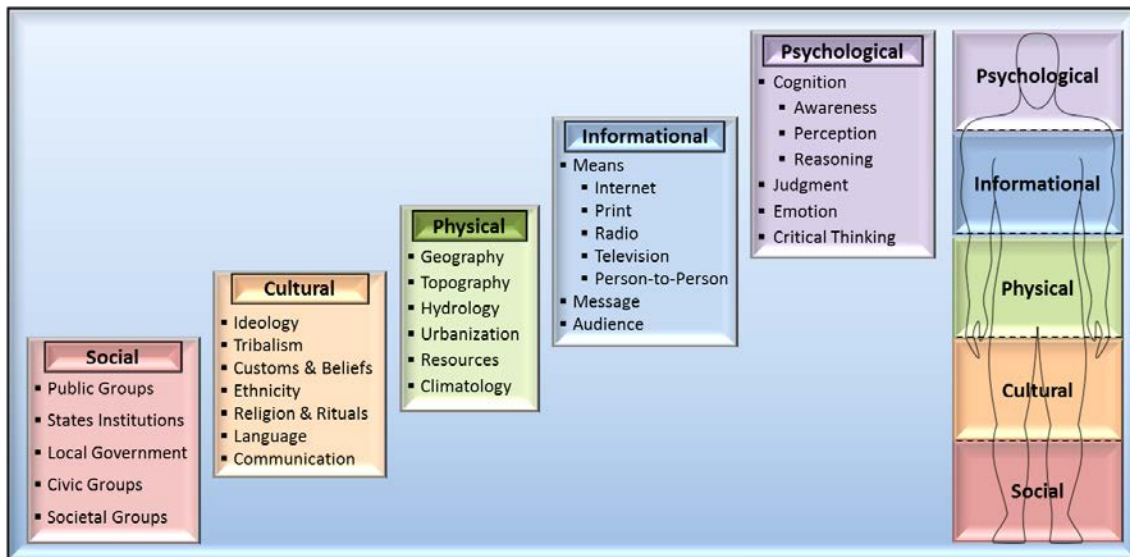 Social
Public Groups
States Institutions
Local Government
Civic Groups
Societal Groups
Cultural
Ideology
Tribalism
Customs & Beliefs
Ethnicity
Religion & Rituals
Language
Communication
Physical
Geography
Topography
Hydrology
Urbanization
Resources
Climatology
Informational
Means
Internet
Print
Radio
Television
Person-to-Person
Message
Audience
Psychological
Cognition
Awareness
Perception
Reasoning
Judgment
Emotion
Critical Thinking
Psychological
Informational
Physical
Cultural
Social